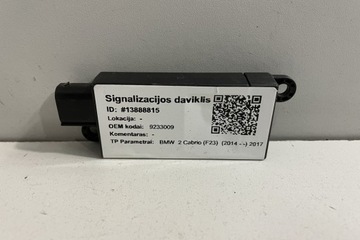 Signalizacijos daviklis
ID: #13888815
Lokacija: -
OEM kodai: 9233009
Komentaras: -
TP Parametrai: BMW 2 Cabrio (F23) (2014 - -) 2017